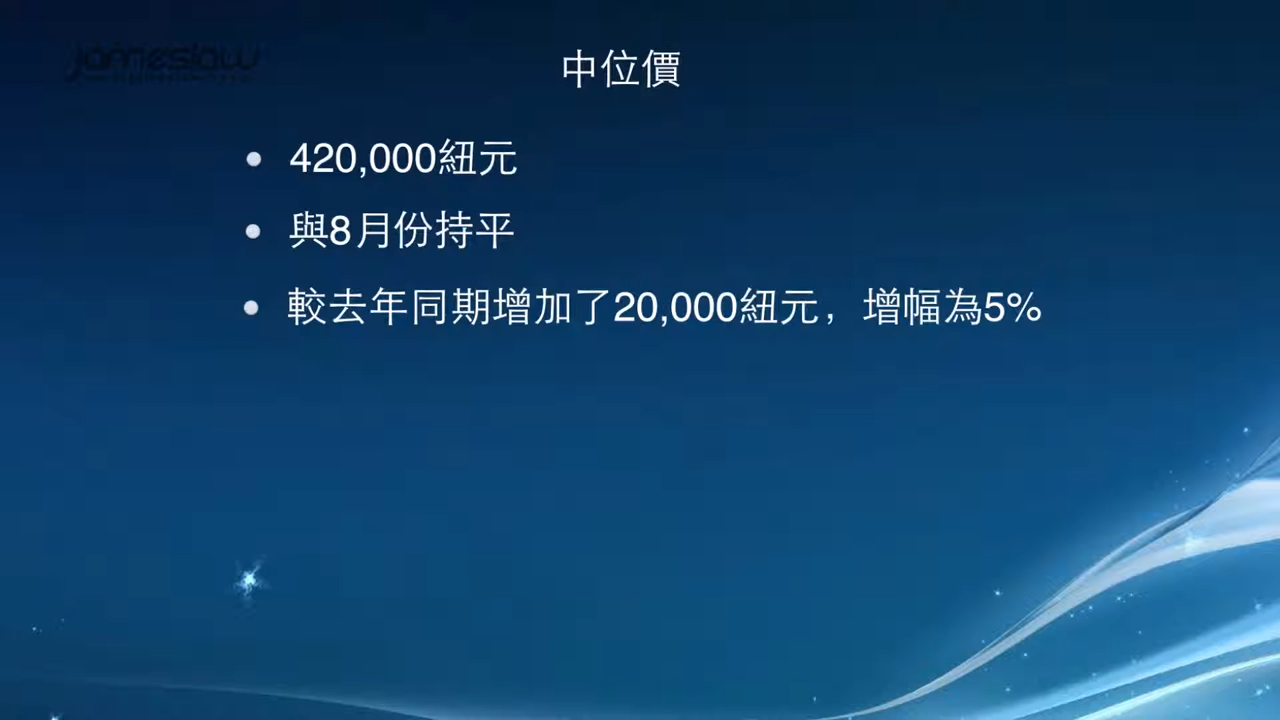 jameslaw
中位價
420,000紐元
與8月份持平
較去年同期增加了20,000紐元，增幅為5%